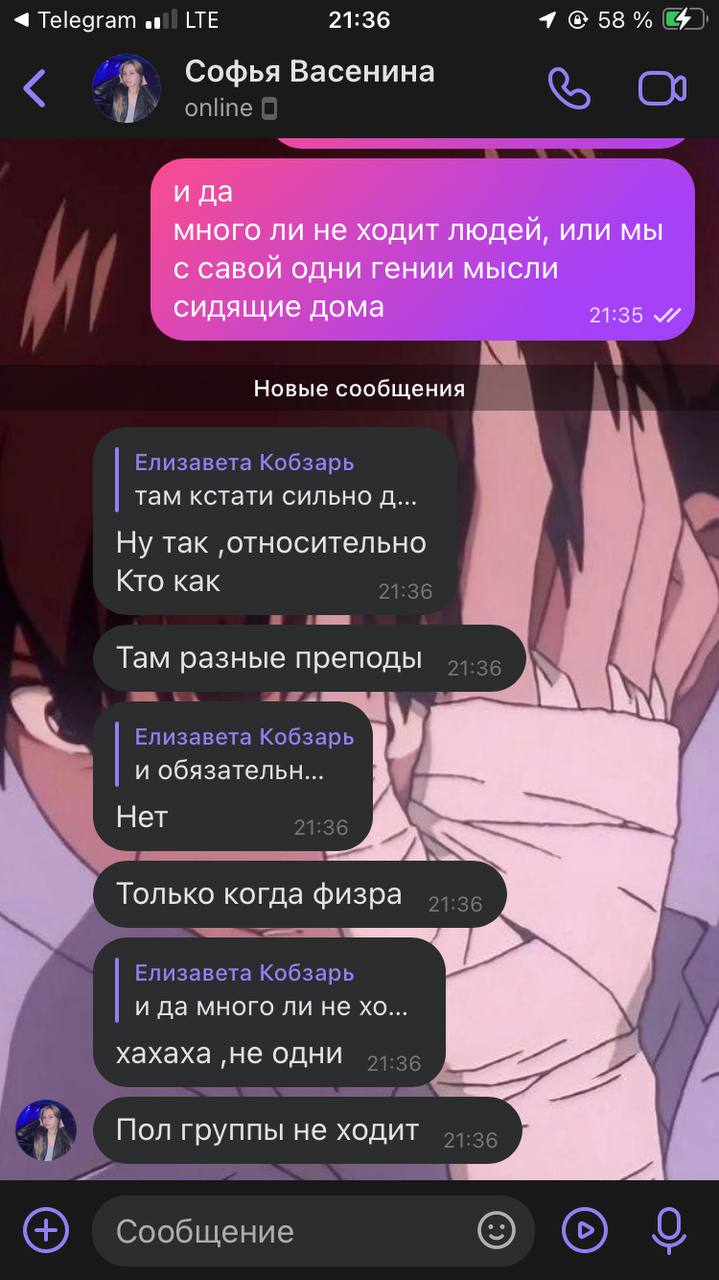 Telegram LTE 21:36 58 %
Софья Васенина
online
и да
много ли не ходит людей, или мы
с савой одни гении мысли
сидящие дома 21:35
Новые сообщения
Елизавета Кобзарь
там кстати сильно д...
Ну так ,относительно
Кто как 21:36
Там разные преподы 21:36
Елизавета Кобзарь
и обязательн...
Нет 21:36
Только когда физра 21:36
Елизавета Кобзарь
и да много ли не хо...
хахаха ,не одни 21:36
Пол группы не ходит 21:36
Сообщение